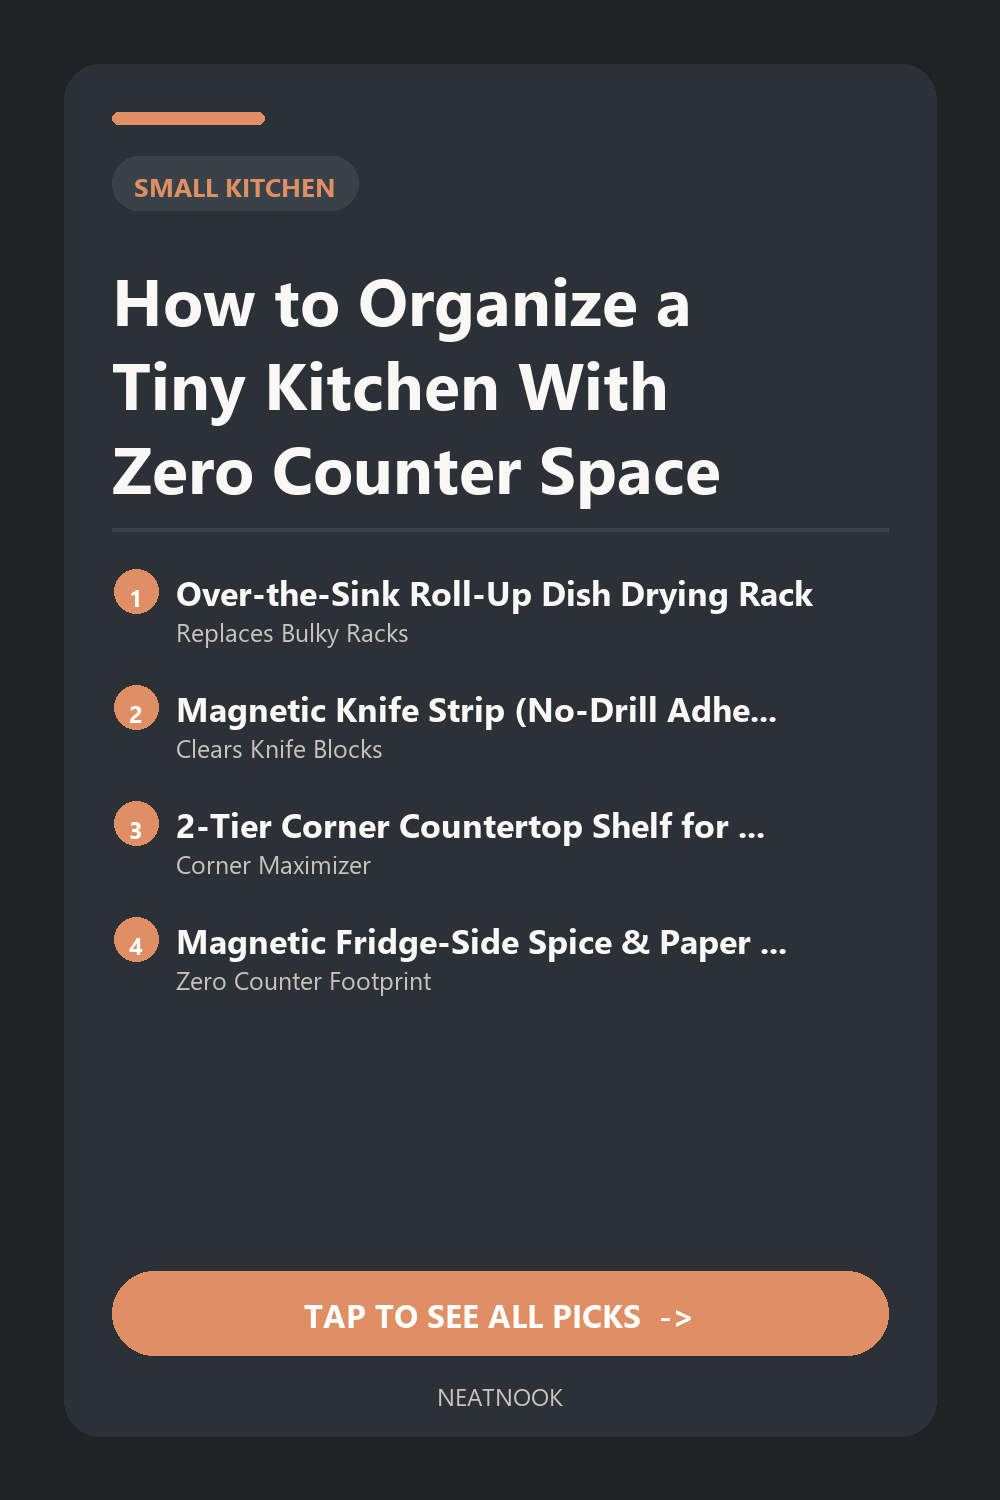 SMALL KITCHEN
How to Organize a
Tiny Kitchen With
Zero Counter Space
1 Over-the-Sink Roll-Up Dish Drying Rack
Replaces Bulky Racks
2 Magnetic Knife Strip (No-Drill Adhe...
Clears Knife Blocks
3 2-Tier Corner Countertop Shelf for ...
Corner Maximizer
4 Magnetic Fridge-Side Spice & Paper ...
Zero Counter Footprint
TAP TO SEE ALL PICKS ->
NEATNOOK